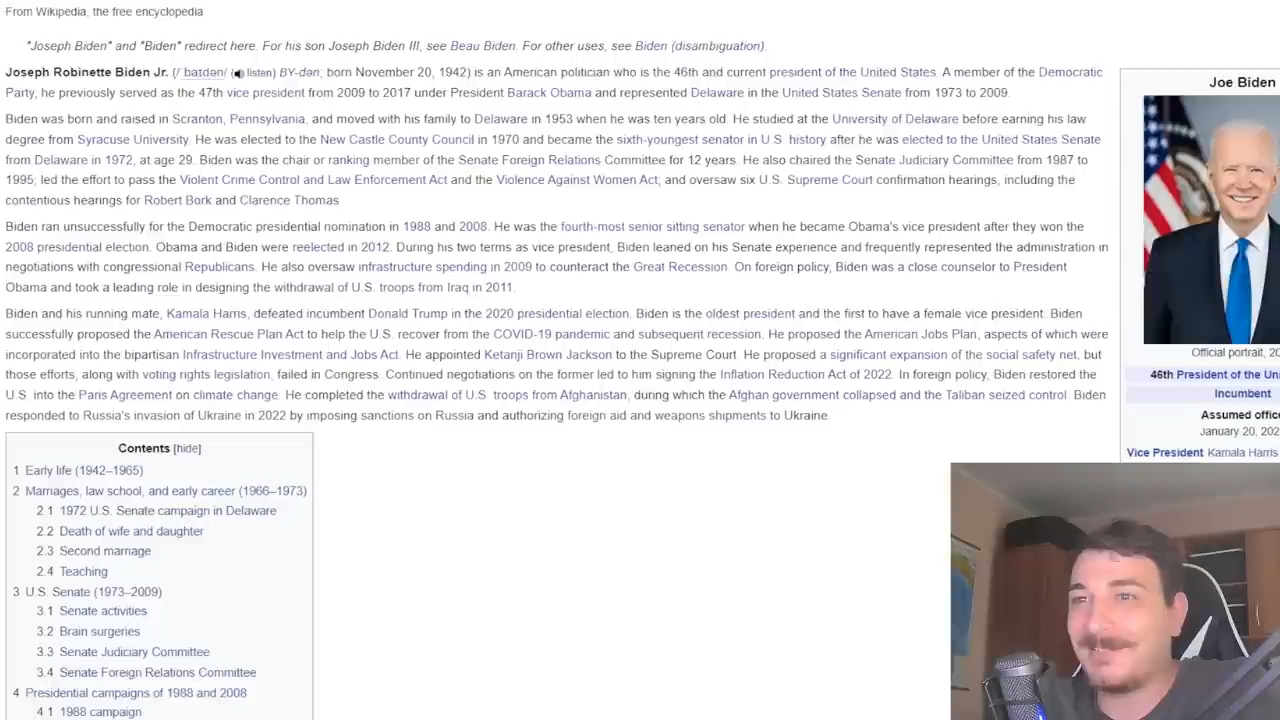 From Wikipedia, the free encyclopedia
"Joseph Biden" and "Biden" redirect here. For his son Joseph Biden III, see Beau Biden. For other uses, see Biden (disambiguation).
Joseph Robinette Biden Jr. (/ˈbaɪdən/ (listen) BY-dən; born November 20, 1942) is an American politician who is the 46th and current president of the United States. A member of the Democratic
Party, he previously served as the 47th vice president from 2009 to 2017 under President Barack Obama and represented Delaware in the United States Senate from 1973 to 2009.
Biden was born and raised in Scranton, Pennsylvania, and moved with his family to Delaware in 1953 when he was ten years old. He studied at the University of Delaware before earning his law
degree from Syracuse University. He was elected to the New Castle County Council in 1970 and became the sixth-youngest senator in U.S. history after he was elected to the United States Senate
from Delaware in 1972, at age 29. Biden was the chair or ranking member of the Senate Foreign Relations Committee for 12 years. He also chaired the Senate Judiciary Committee from 1987 to
1995; led the effort to pass the Violent Crime Control and Law Enforcement Act and the Violence Against Women Act; and oversaw six U.S. Supreme Court confirmation hearings, including the
contentious hearings for Robert Bork and Clarence Thomas
Biden ran unsuccessfully for the Democratic presidential nomination in 1988 and 2008. He was the fourth-most senior sitting senator when he became Obama's vice president after they won the
2008 presidential election. Obama and Biden were reelected in 2012. During his two terms as vice president, Biden leaned on his Senate experience and frequently represented the administration in
negotiations with congressional Republicans. He also oversaw infrastructure spending in 2009 to counteract the Great Recession. On foreign policy, Biden was a close counselor to President
Obama and took a leading role in designing the withdrawal of U.S. troops from Iraq in 2011.
Biden and his running mate, Kamala Harris, defeated incumbent Donald Trump in the 2020 presidential election. Biden is the oldest president and the first to have a female vice president. Biden
successfully proposed the American Rescue Plan Act to help the U.S. recover from the COVID-19 pandemic and subsequent recession. He proposed the American Jobs Plan, aspects of which were
incorporated into the bipartisan Infrastructure Investment and Jobs Act. He appointed Ketanji Brown Jackson to the Supreme Court. He proposed a significant expansion of the social safety net, but
those efforts, along with voting rights legislation, failed in Congress. Continued negotiations on the former led to him signing the Inflation Reduction Act of 2022. In foreign policy, Biden restored the
U.S. into the Paris Agreement on climate change. He completed the withdrawal of U.S. troops from Afghanistan, during which the Afghan government collapsed and the Taliban seized control. Biden
responded to Russia's invasion of Ukraine in 2022 by imposing sanctions on Russia and authorizing foreign aid and weapons shipments to Ukraine.
Joe Biden
Official portrait, 20
46th President of the Un
Incumbent
Assumed offic
January 20, 202
Vice President Kamala Harris
Contents [hide]
1 Early life (1942–1965)
2 Marriages, law school, and early career (1966–1973)
2.1 1972 U.S. Senate campaign in Delaware
2.2 Death of wife and daughter
2.3 Second marriage
2.4 Teaching
3 U.S. Senate (1973–2009)
3.1 Senate activities
3.2 Brain surgeries
3.3 Senate Judiciary Committee
3.4 Senate Foreign Relations Committee
4 Presidential campaigns of 1988 and 2008
4.1 1988 campaign